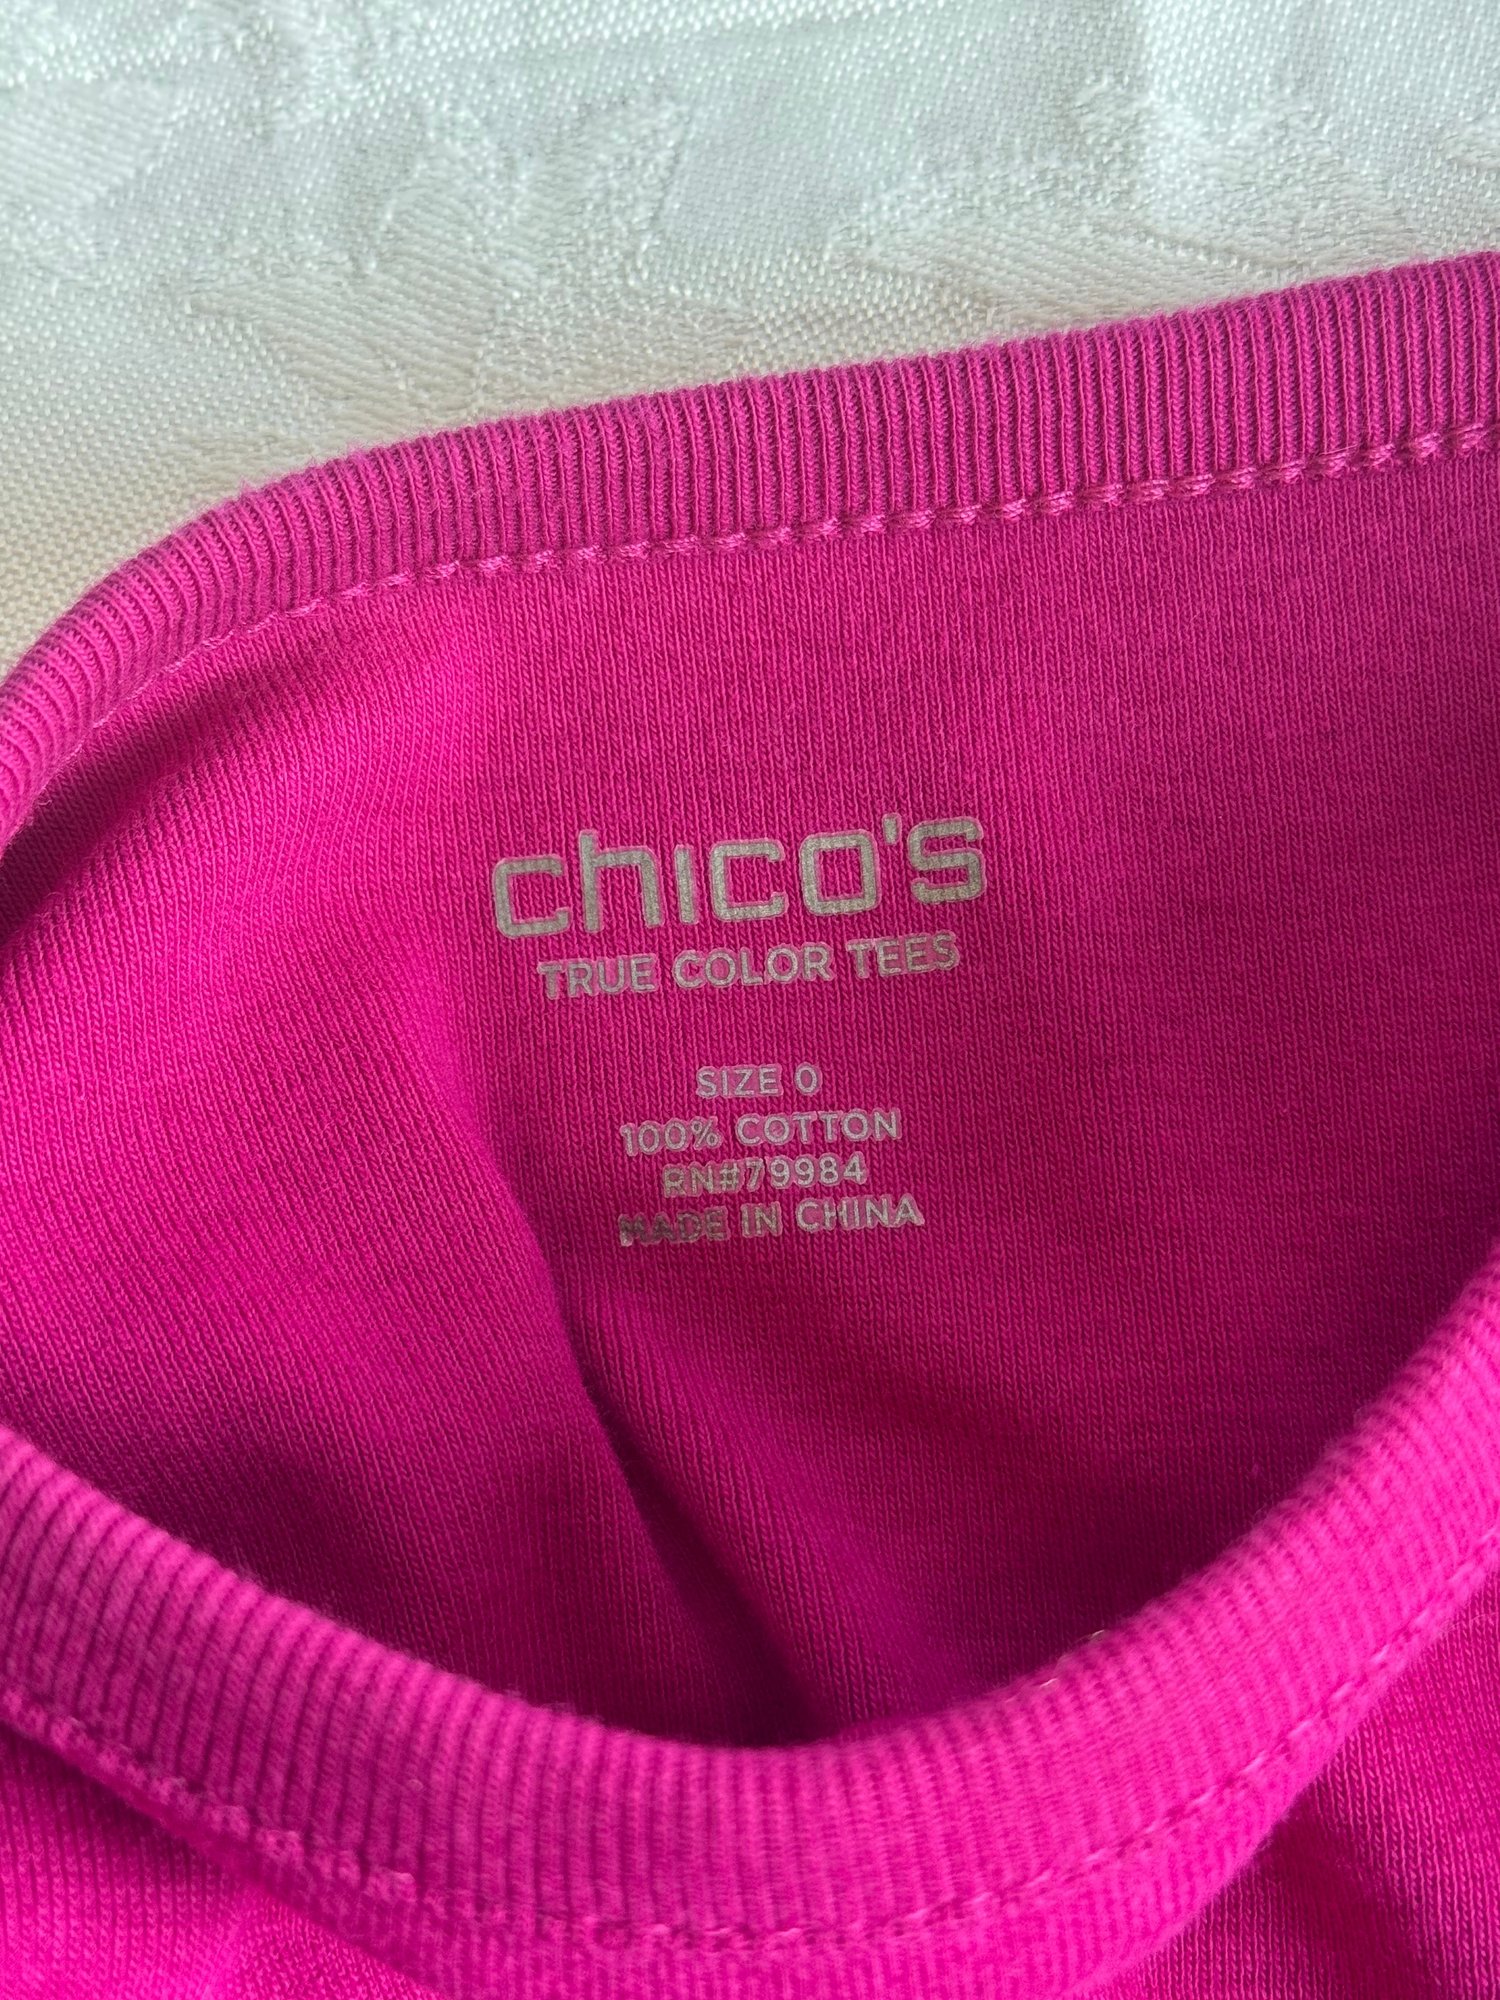 chico's
TRUE COLOR TEES
SIZE 0
100% COTTON
RN#79984
MADE IN CHINA